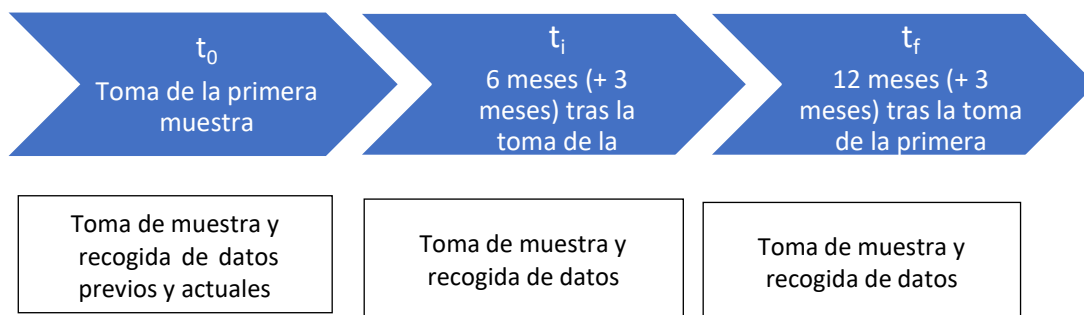 t0
Toma de la primera
muestra
ti
6 meses (+ 3
meses) tras la
toma de la
tf
12 meses (+ 3
meses) tras la toma
de la primera
Toma de muestra y
recogida de datos
previos y actuales
Toma de muestra y
recogida de datos
Toma de muestra y
recogida de datos